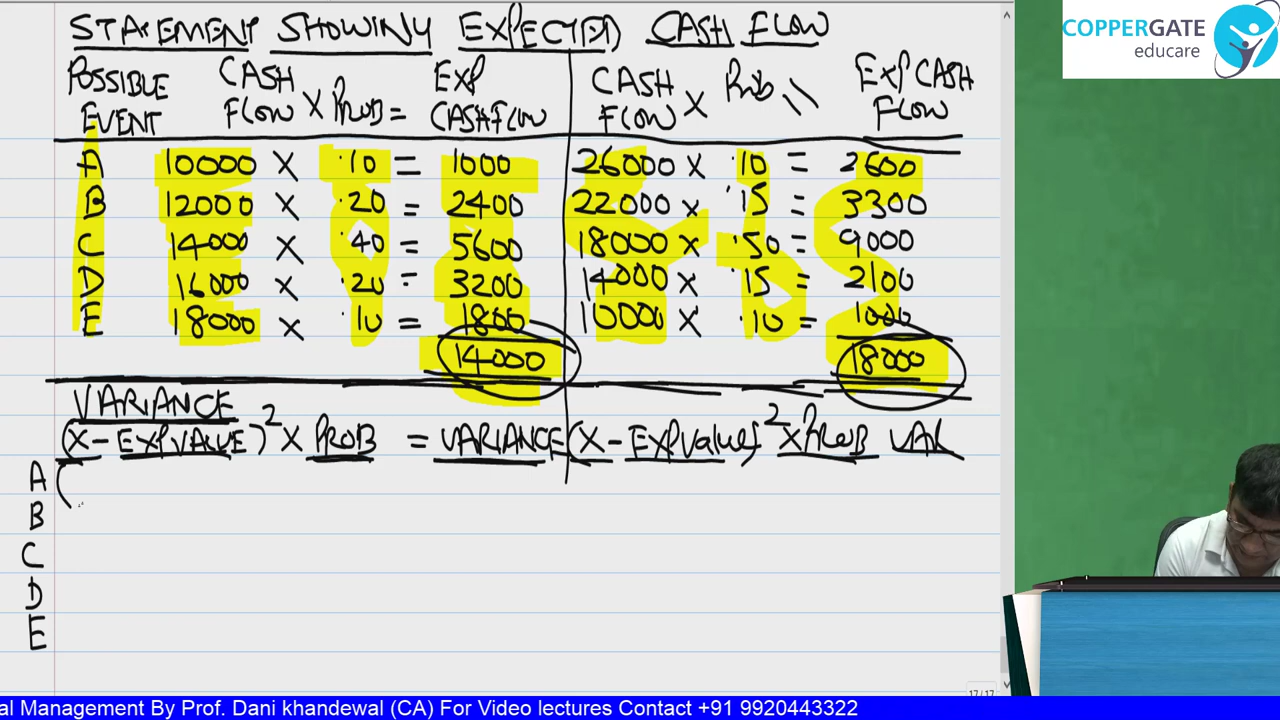 STATEMENT SHOWING EXPECTED CASH FLOW
POSSIBLE EVENT CASH FLOW X PROB = EXP CASHFLOW CASH FLOW X Prob = EXP CASH FLOW
A 10000 X .10 = 1000 26000 X .10 = 2600
B 12000 X .20 = 2400 22000 X .15 = 3300
C 14000 X .40 = 5600 18000 X .50 = 9000
D 16000 X .20 = 3200 14000 X .15 = 2100
E 18000 X .10 = 1800 10000 X .10 = 1000
14000 18000
VARIANCE
(X - EXP VALUE)² X PROB = VARIANCE (X - EXP Value)² X PROB VAR
A (
B
C
D
E
COPPERGATE
educare
17/17
al Management By Prof. Dani khandewal (CA) For Video lectures Contact +91 9920443322